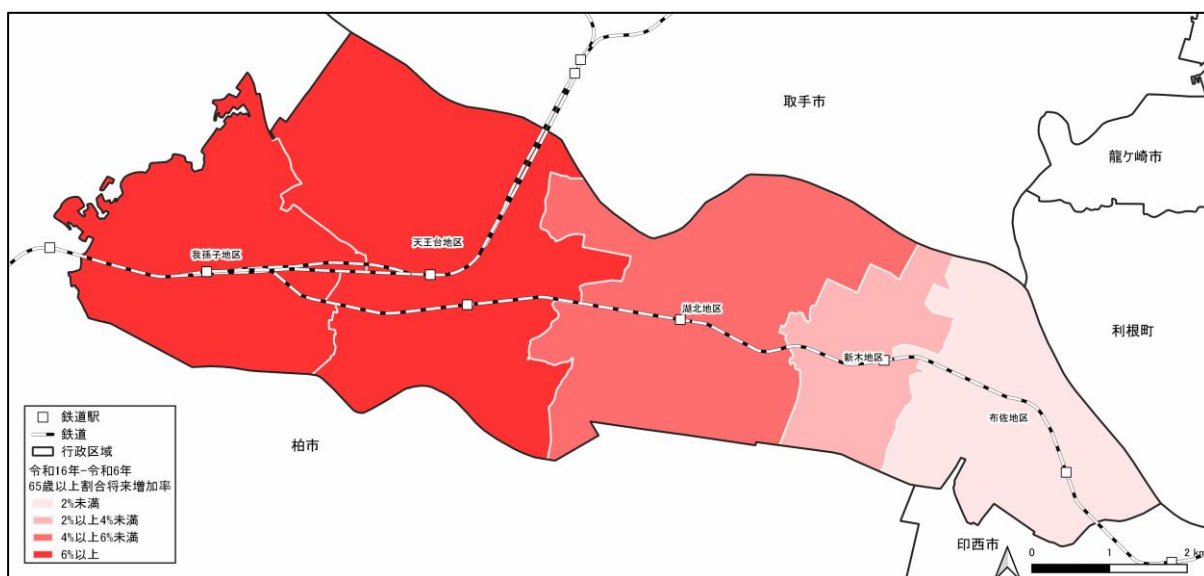 取手市
龍ケ崎市
天王台地区
我孫子地区
湖北地区
利根町
新木地区
布佐地区
柏市
印西市
鉄道駅
鉄道
行政区域
令和16年-令和6年
65歳以上割合将来増加率
2%未満
2%以上4%未満
4%以上6%未満
6%以上
0 1 2 km